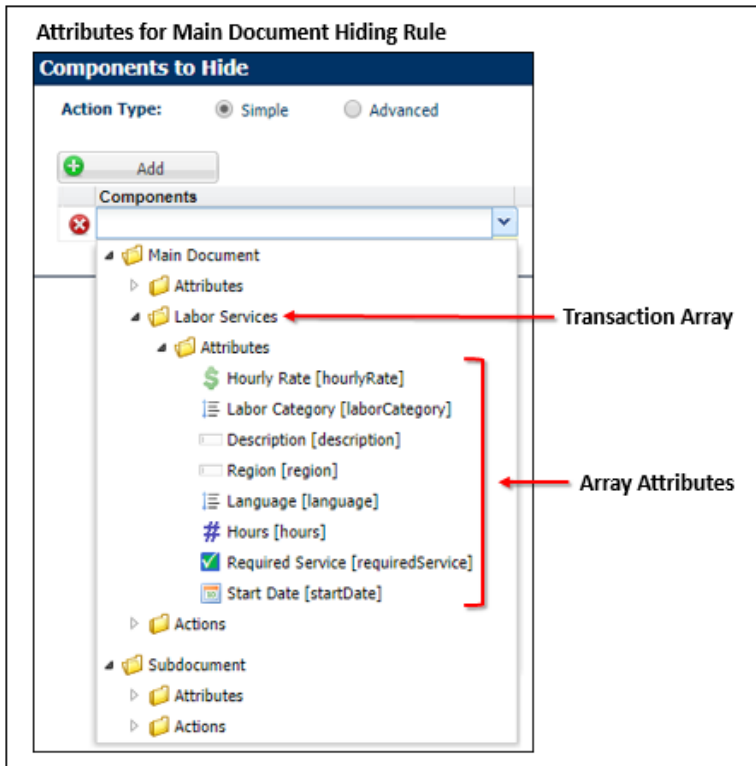 Attributes for Main Document Hiding Rule
Components to Hide
Action Type: Simple Advanced
Add
Components
Main Document
Attributes
Labor Services
Transaction Array
Attributes
Hourly Rate [hourlyRate]
Labor Category [laborCategory]
Description [description]
Region [region]
Array Attributes
Language [language]
Hours [hours]
Required Service [requiredService]
Start Date [startDate]
Actions
Subdocument
Attributes
Actions